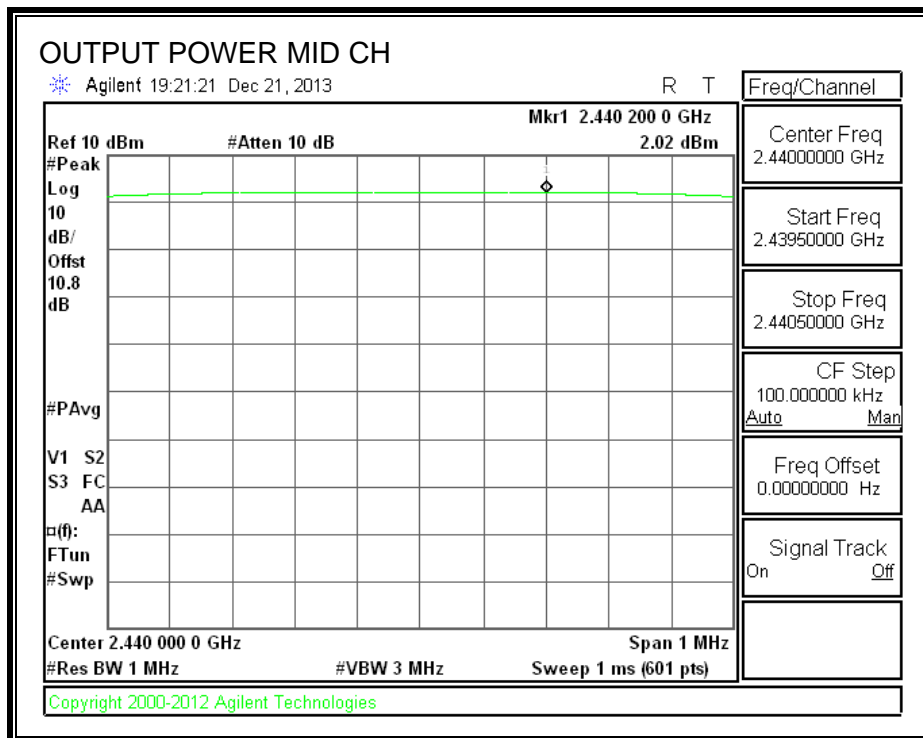 OUTPUT POWER MID CH
Agilent 19:21:21 Dec 21, 2013 R T
Mkr1 2.440 200 0 GHz
Ref 10 dBm #Atten 10 dB 2.02 dBm
#Peak
Log
10
dB/
Offst
10.8
dB
#PAvg
V1 S2
S3 FC
AA
¤(f):
FTun
#Swp
1
Center 2.440 000 0 GHz Span 1 MHz
#Res BW 1 MHz #VBW 3 MHz Sweep 1 ms (601 pts)
Freq/Channel
Center Freq
2.44000000 GHz
Start Freq
2.43950000 GHz
Stop Freq
2.44050000 GHz
CF Step
100.000000 kHz
Auto Man
Freq Offset
0.00000000 Hz
Signal Track
On Off
Copyright 2000-2012 Agilent Technologies